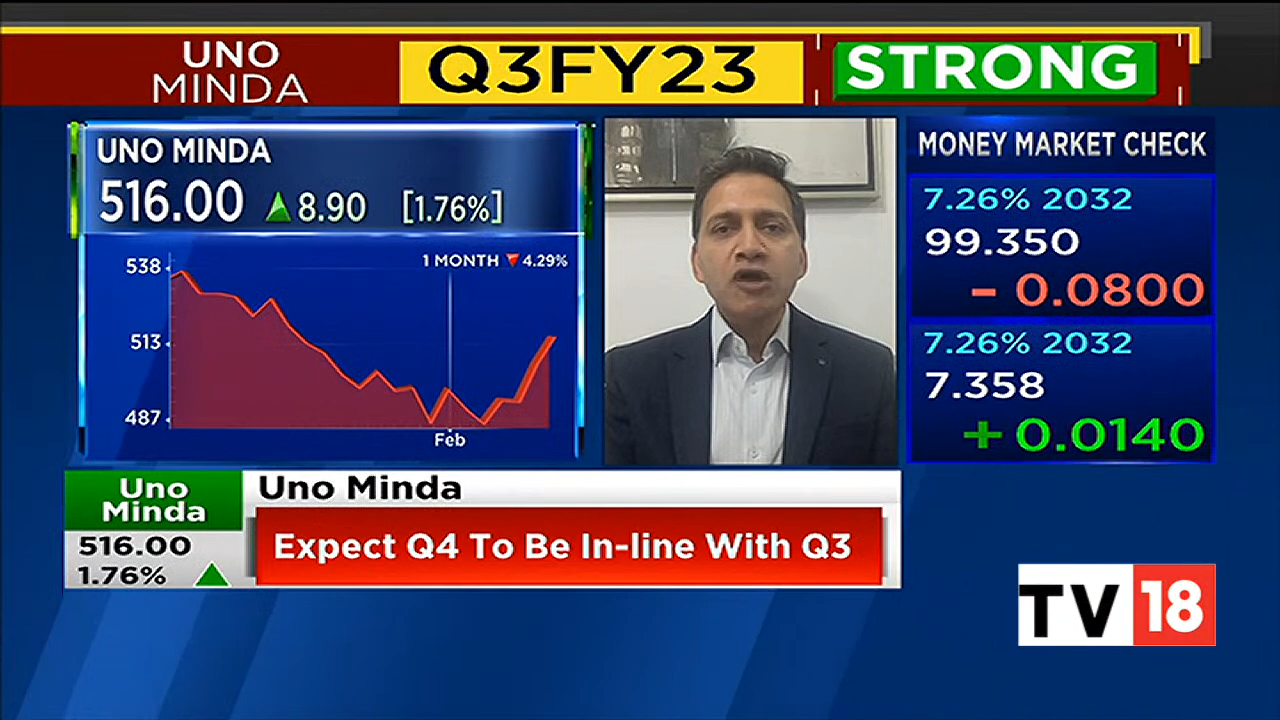 UNO
MINDA
Q3FY23
STRONG
UNO MINDA
516.00 ▲ 8.90 [1.76%]
1 MONTH ▼ 4.29%
538
513
487
Feb
MONEY MARKET CHECK
7.26% 2032
99.350
- 0.0800
7.26% 2032
7.358
+ 0.0140
Uno
Minda
516.00
1.76% ▲
Uno Minda
Expect Q4 To Be In-line With Q3
TV18